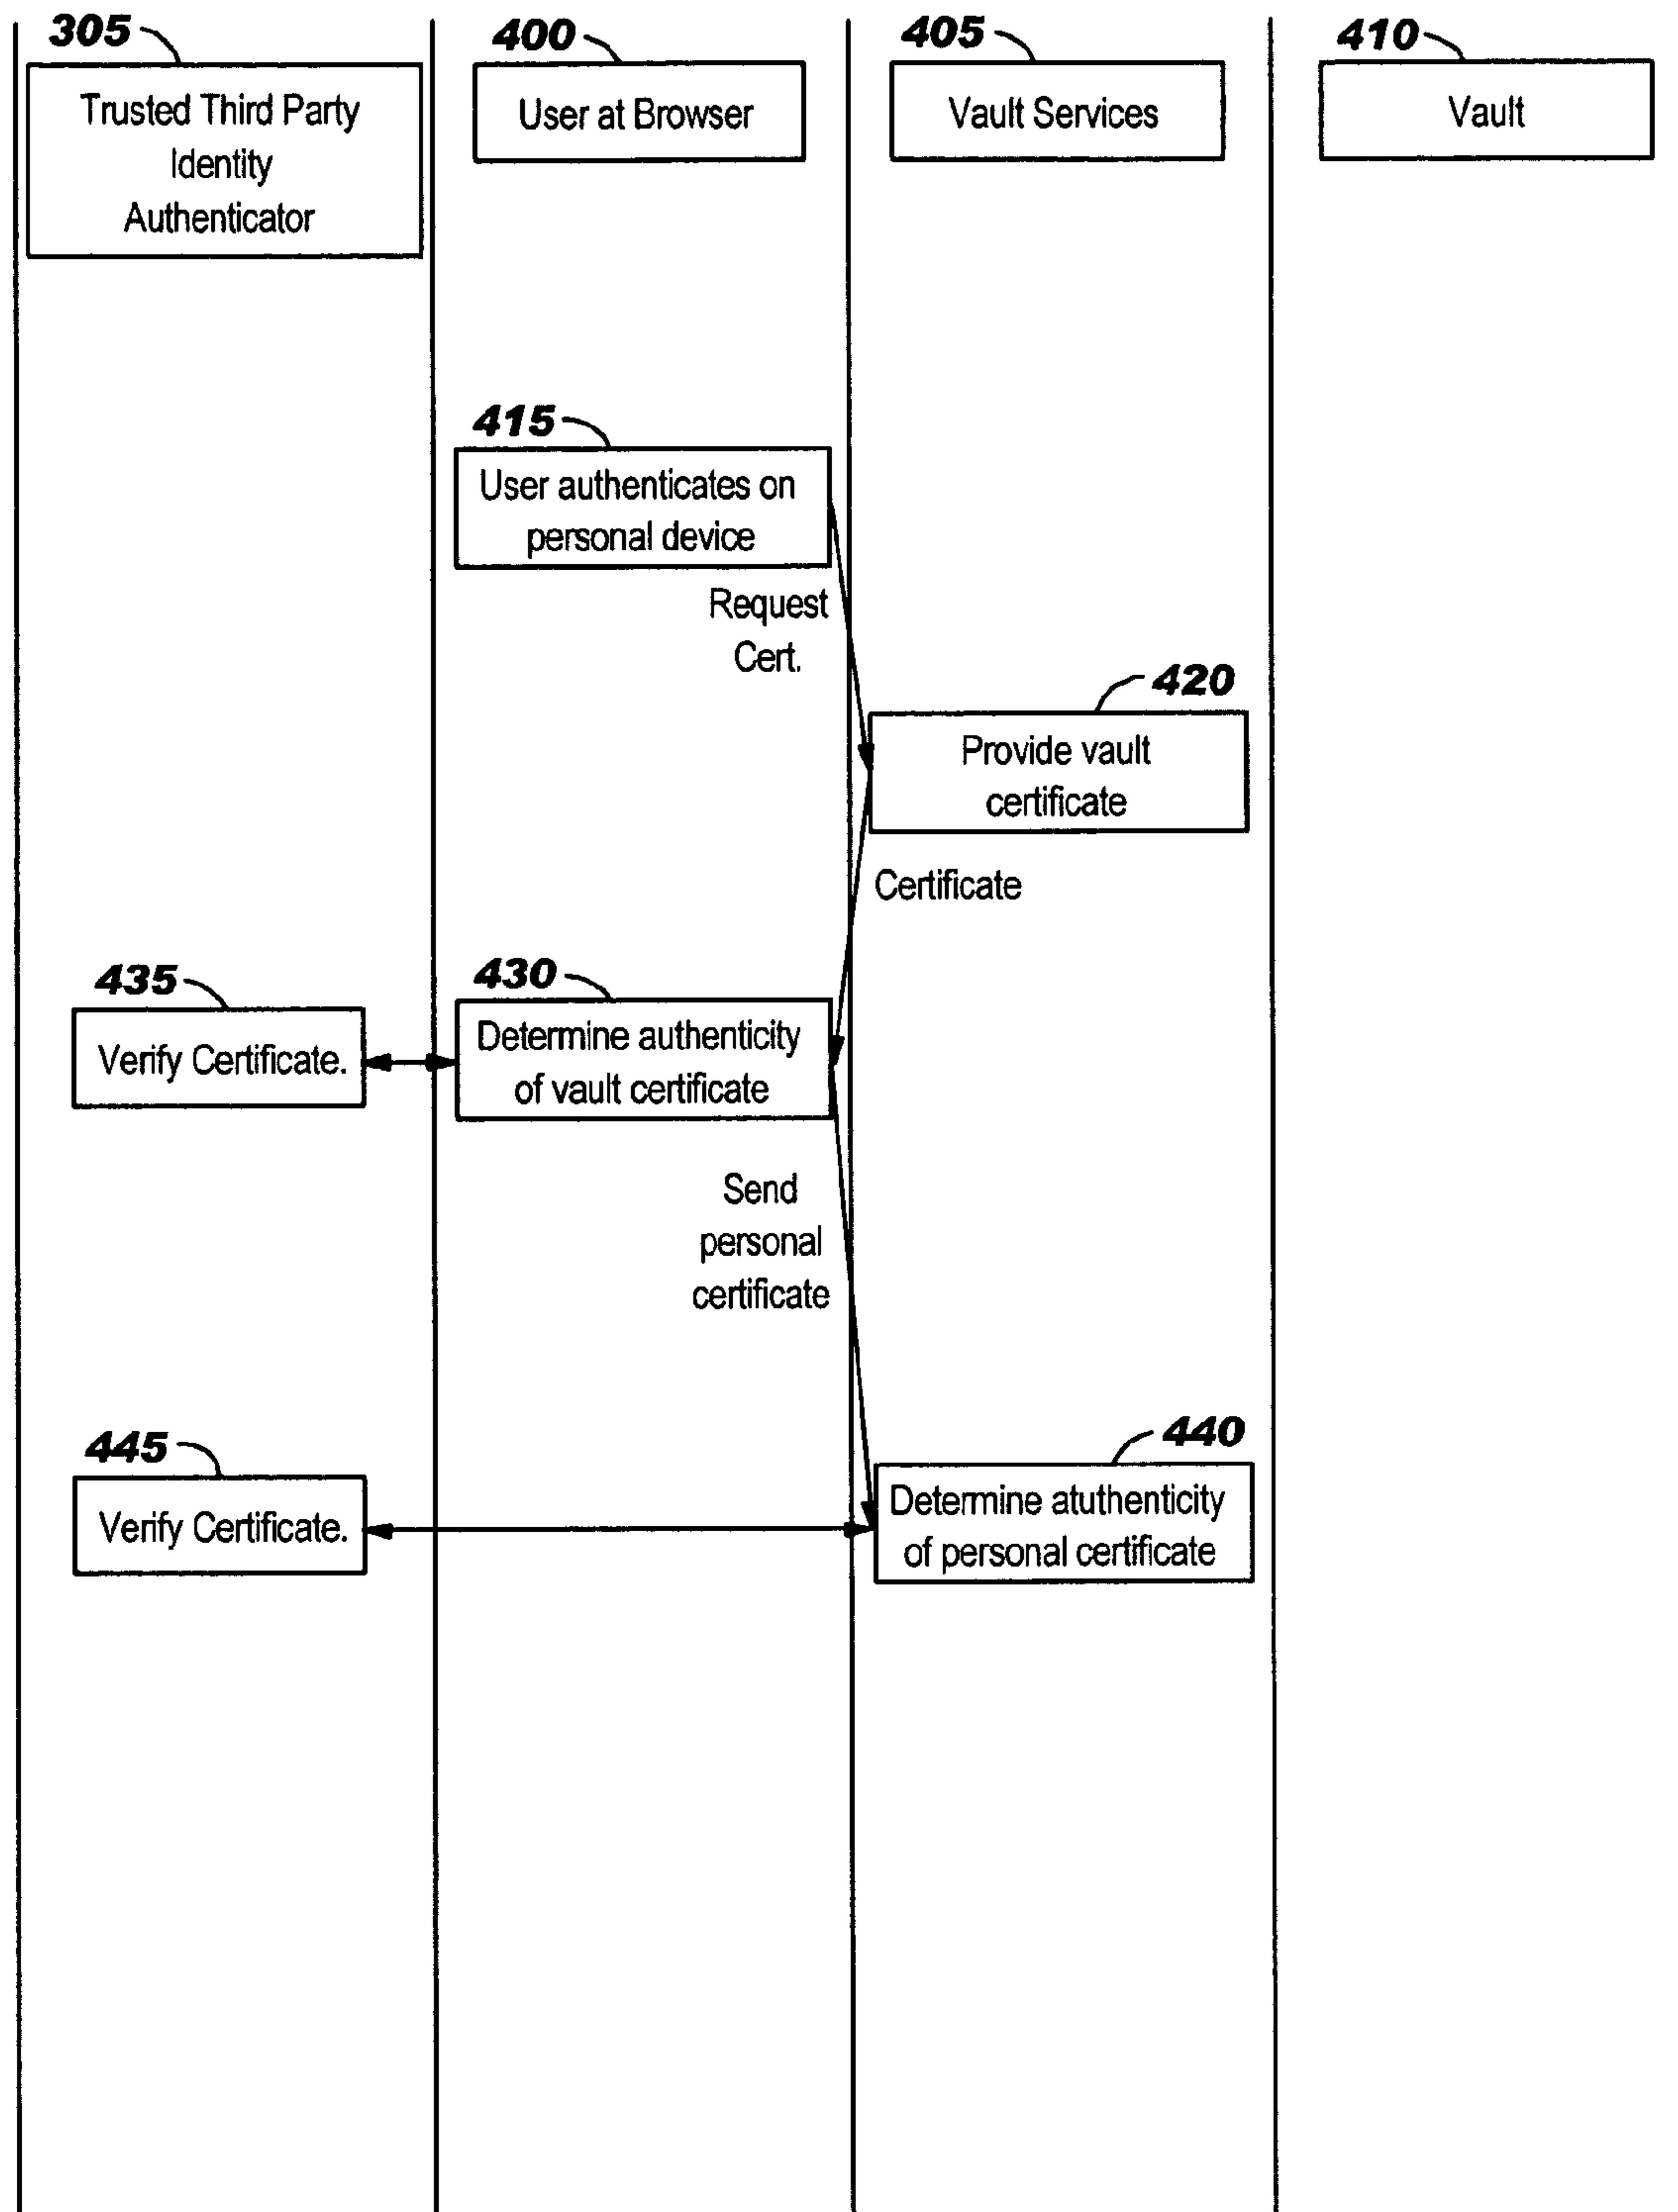 305
400
405
410
Trusted Third Party
Identity
Authenticator
User at Browser
Vault Services
Vault
415
User authenticates on
personal device
Request
Cert.
420
Provide vault
certificate
Certificate
435
Verify Certificate.
430
Determine authenticity
of vault certificate
Send
personal
certificate
445
Verify Certificate.
440
Determine atuthenticity
of personal certificate